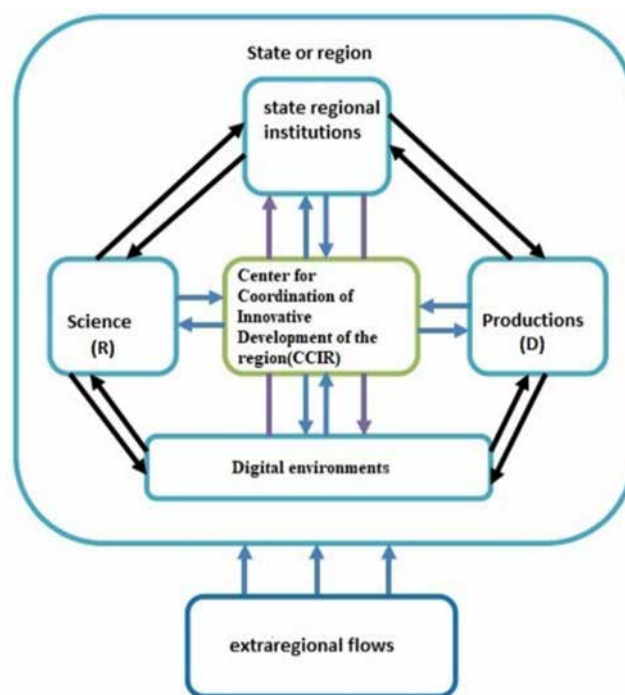 State or region
state regional
institutions
Science
(R)
Center for
Coordination of
Innovative
Development of the
region(CCIR)
Productions
(D)
Digital environments
extraregional flows